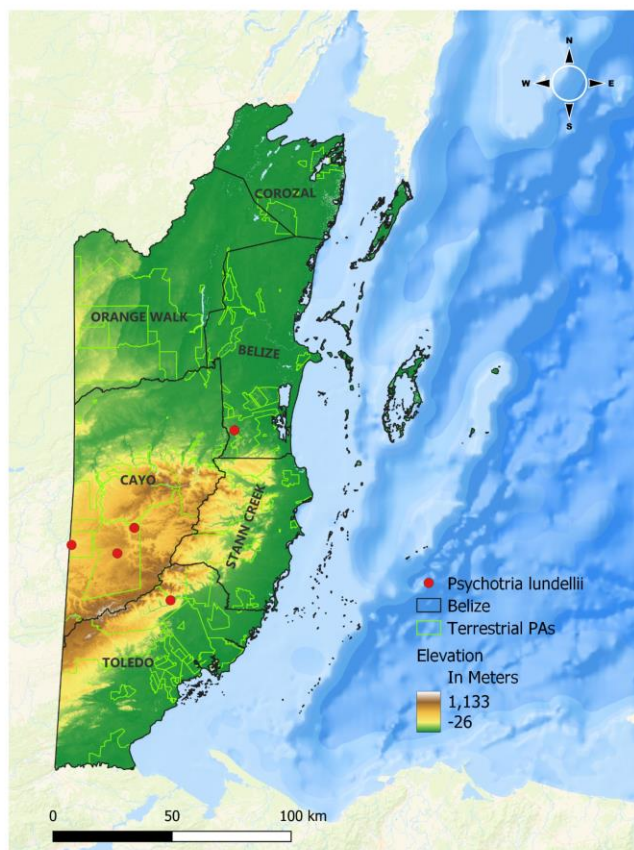 N
W E
S
COROZAL
ORANGE WALK
BELIZE
CAYO
STANN CREEK
TOLEDO
Psychotria lundellii
Belize
Terrestrial PAs
Elevation
In Meters
1,133
-26
0 50 100 km